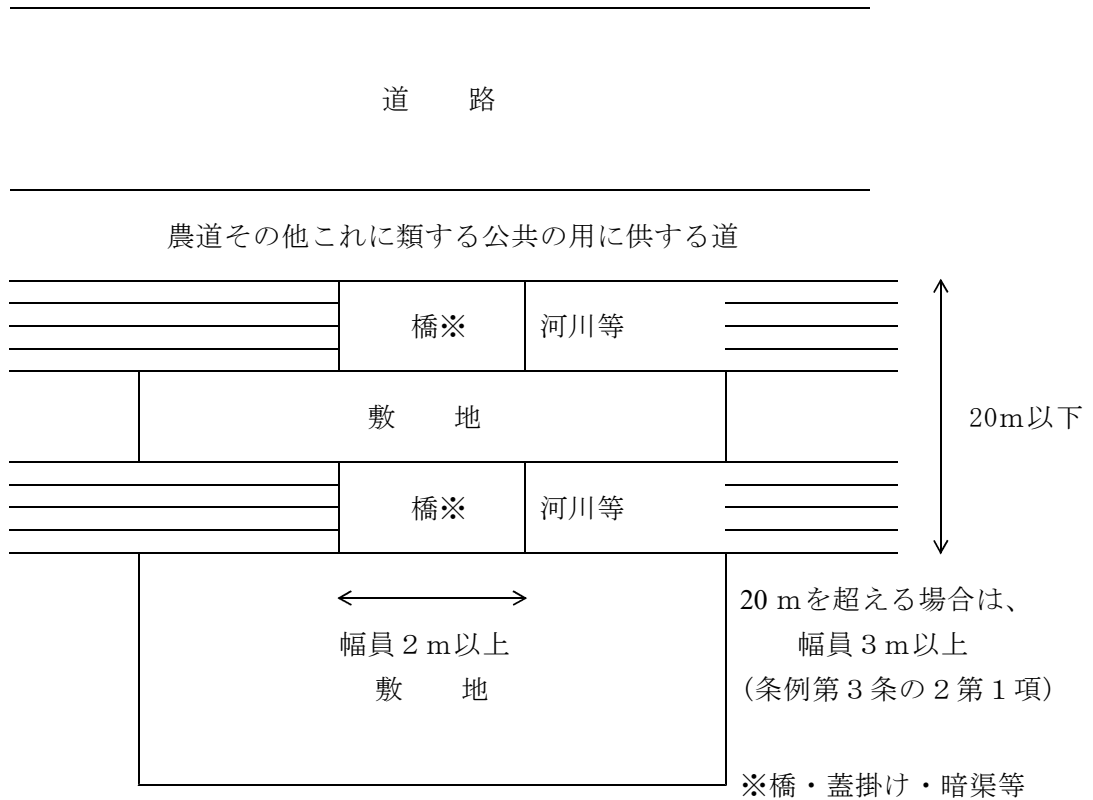 道　　路
農道その他これに類する公共の用に供する道
橋※
河川等
敷　　地
20ｍ以下
橋※
河川等
幅員２ｍ以上
敷　　地
20 ｍを超える場合は、
幅員３ｍ以上
（条例第３条の２第１項）
※橋・蓋掛け・暗渠等